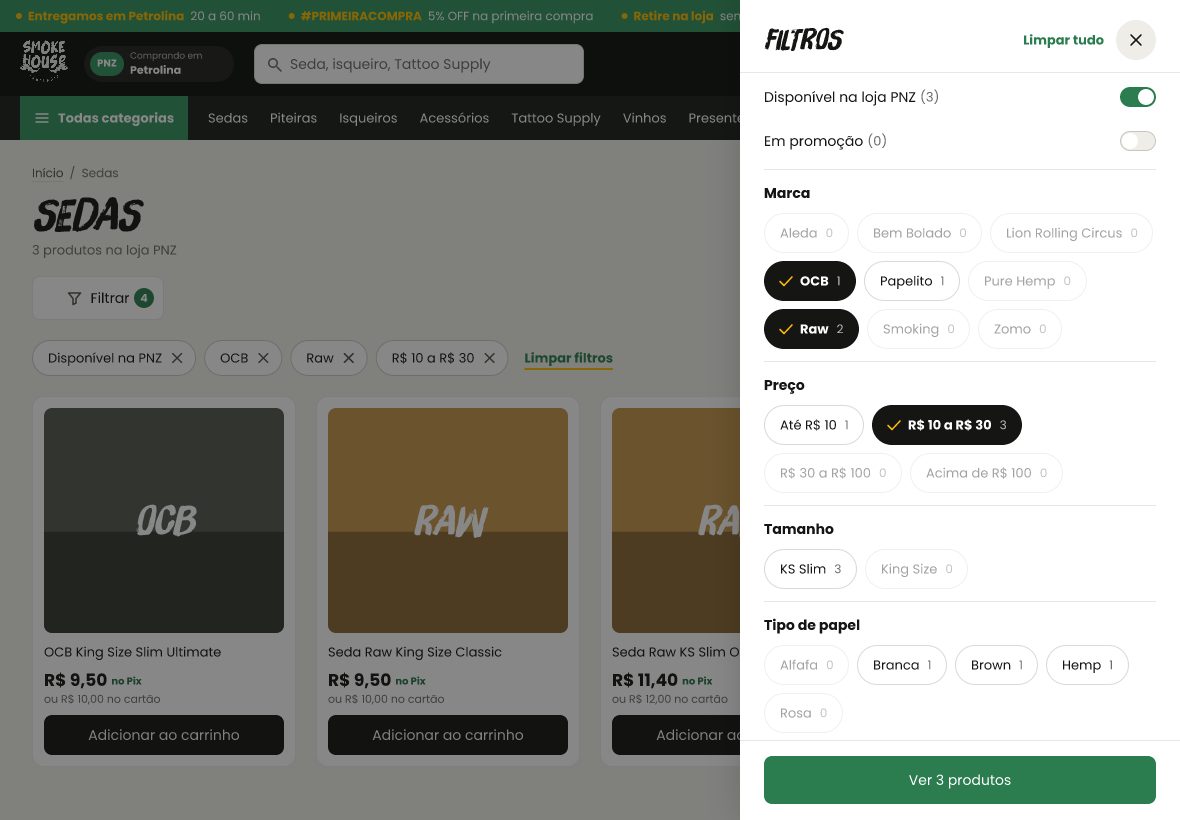 Entregamos em Petrolina 20 a 60 min
#PRIMEIRACOMPRA 5% OFF na primeira compra
Retire na loja
SMOKE
HOUSE
PNZ
Comprando em
Petrolina
Seda, isqueiro, Tattoo Supply
Todas categorias
Sedas
Piteiras
Isqueiros
Acessórios
Tattoo Supply
Vinhos
Início / Sedas
SEDAS
3 produtos na loja PNZ
Filtrar 4
Disponível na PNZ
OCB
Raw
R$ 10 a R$ 30
Limpar filtros
OCB
OCB King Size Slim Ultimate
R$ 9,50 no Pix
ou R$ 10,00 no cartão
Adicionar ao carrinho
RAW
Seda Raw King Size Classic
R$ 9,50 no Pix
ou R$ 10,00 no cartão
Adicionar ao carrinho
Seda Raw KS Slim
R$ 11,40 no Pix
ou R$ 12,00 no cartão
Adicionar ao
FILTROS
Limpar tudo
Disponível na loja PNZ (3)
Em promoção (0)
Marca
Aleda 0
Bem Bolado 0
Lion Rolling Circus 0
OCB 1
Papelito 1
Pure Hemp 0
Raw 2
Smoking 0
Zomo 0
Preço
Até R$ 10 1
R$ 10 a R$ 30 3
R$ 30 a R$ 100 0
Acima de R$ 100 0
Tamanho
KS Slim 3
King Size 0
Tipo de papel
Alfafa 0
Branca 1
Brown 1
Hemp 1
Rosa 0
Ver 3 produtos